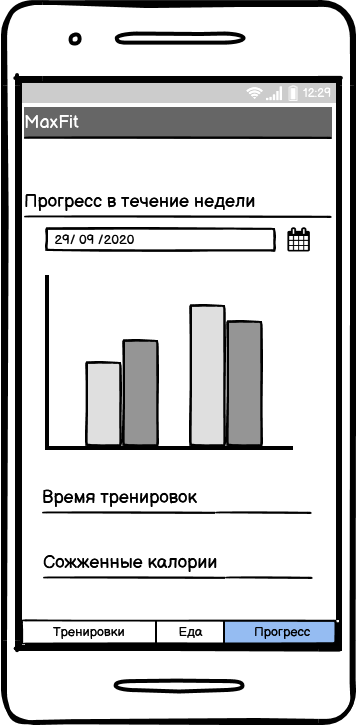 12:29
MaxFit
Прогресс в течение недели
29/ 09 /2020
Время тренировок
Сожженные калории
Тренировки Еда Прогресс